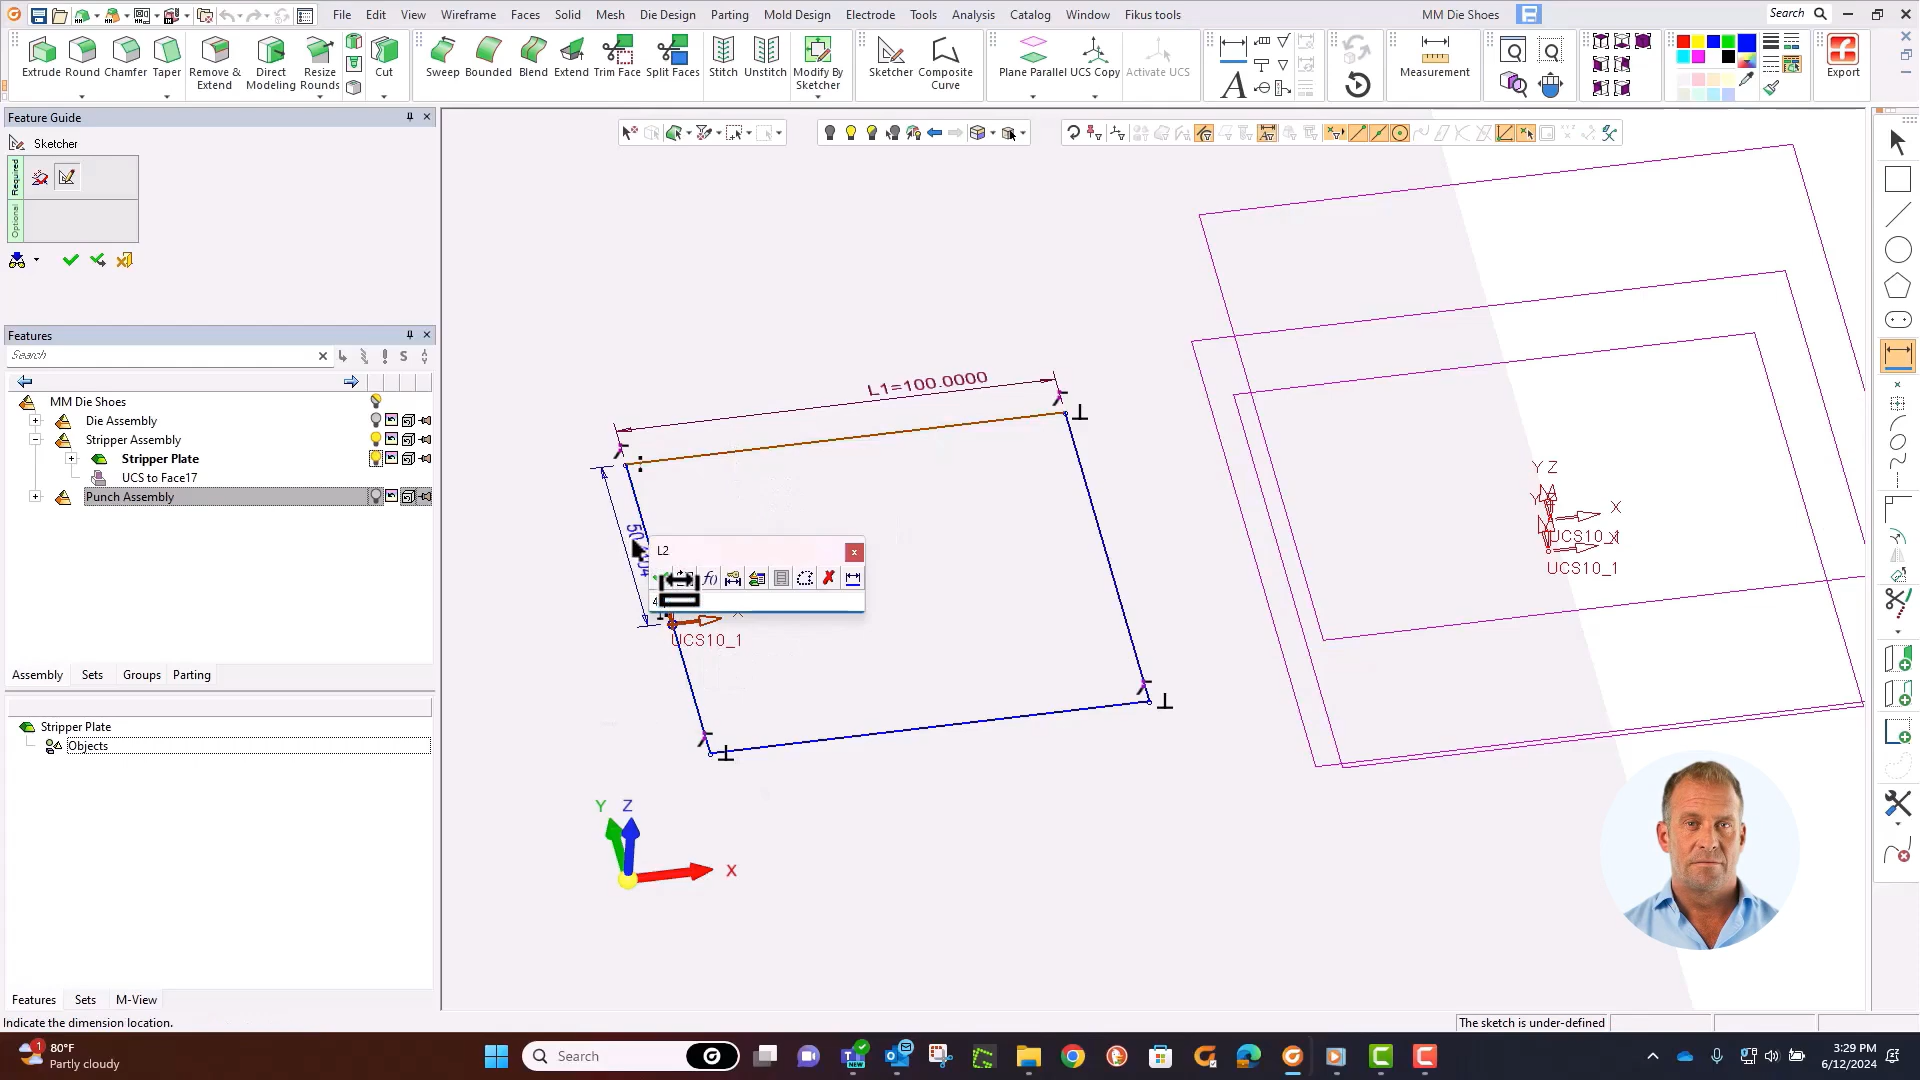 File Edit View Wireframe Faces Solid Mesh Die Design Parting Mold Design Electrode Tools Analysis Catalog Window Fikus tools MM Die Shoes Search
Extrude Round Chamfer Taper Remove & Extend Direct Modeling Resize Rounds Cut Sweep Bounded Blend Extend Trim Face Split Faces Stitch Unstitch Modify By Sketcher Sketcher Composite Curve Plane Parallel UCS Copy Activate UCS Measurement Export
Feature Guide
Sketcher
Required
Optional
Features
Search
MM Die Shoes
Die Assembly
Stripper Assembly
Stripper Plate
UCS to Face17
Punch Assembly
Assembly Sets Groups Parting
Stripper Plate
Objects
Features Sets M-View
L1=100.0000
L2
4
UCS10_1
Y Z
X
Y Z
X
UCS10_1
UCS10_1
Indicate the dimension location.
The sketch is under-defined
80°F
Partly cloudy
Search
3:29 PM
6/12/2024